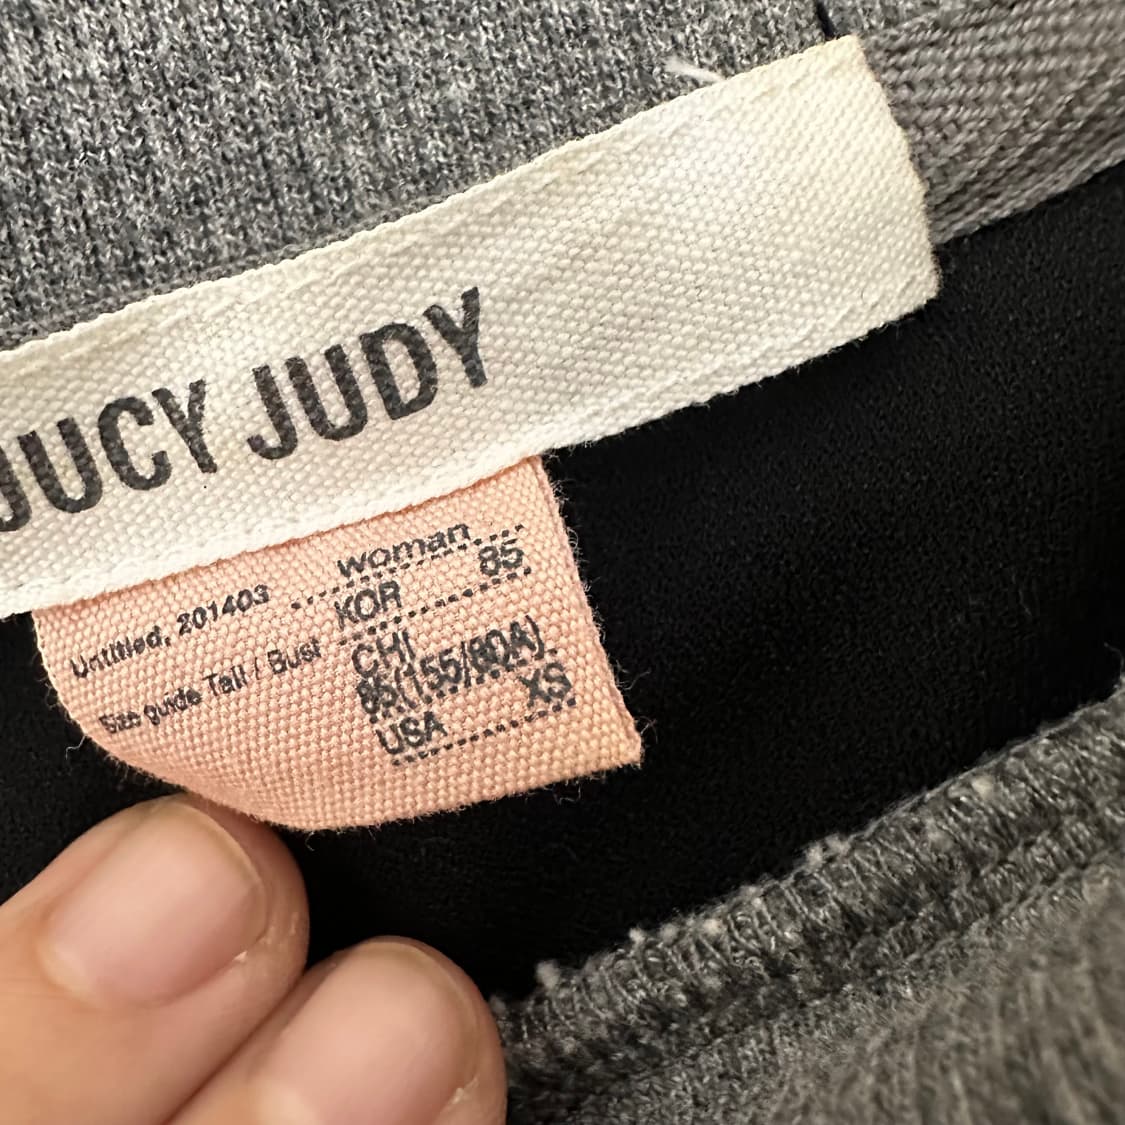 JUCY JUDY
Untitled, 201403
Size guide Tall / Bust
woman
KOR 85
CHI
85(155/80A)
USA XS